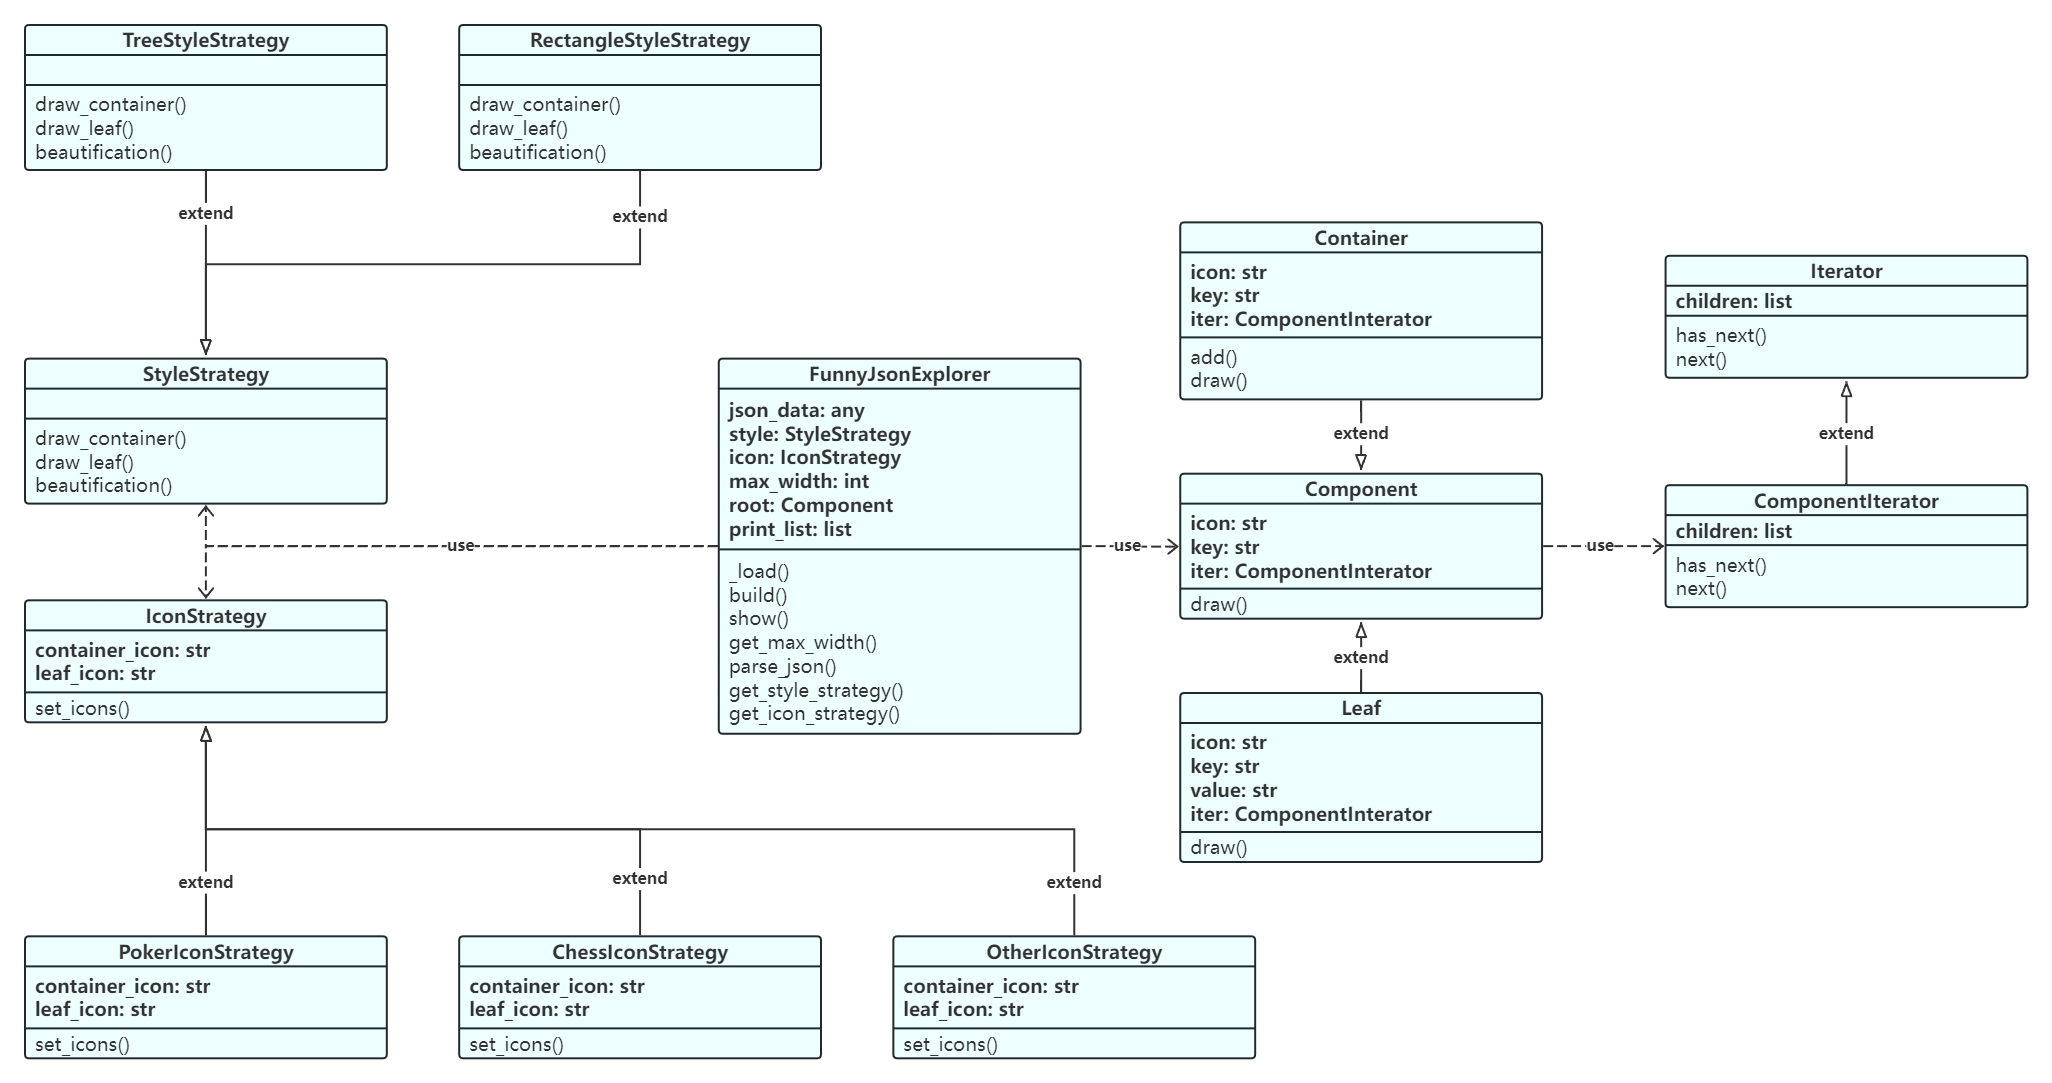 TreeStyleStrategy
draw_container()
draw_leaf()
beautification()
RectangleStyleStrategy
draw_container()
draw_leaf()
beautification()
extend
extend
StyleStrategy
draw_container()
draw_leaf()
beautification()
use
IconStrategy
container_icon: str
leaf_icon: str
set_icons()
extend
extend
extend
PokerIconStrategy
container_icon: str
leaf_icon: str
set_icons()
ChessIconStrategy
container_icon: str
leaf_icon: str
set_icons()
OtherIconStrategy
container_icon: str
leaf_icon: str
set_icons()
FunnyJsonExplorer
json_data: any
style: StyleStrategy
icon: IconStrategy
max_width: int
root: Component
print_list: list
_load()
build()
show()
get_max_width()
parse_json()
get_style_strategy()
get_icon_strategy()
use
Container
icon: str
key: str
iter: ComponentInterator
add()
draw()
extend
Component
icon: str
key: str
iter: ComponentInterator
draw()
extend
Leaf
icon: str
key: str
value: str
iter: ComponentInterator
draw()
use
Iterator
children: list
has_next()
next()
extend
ComponentIterator
children: list
has_next()
next()